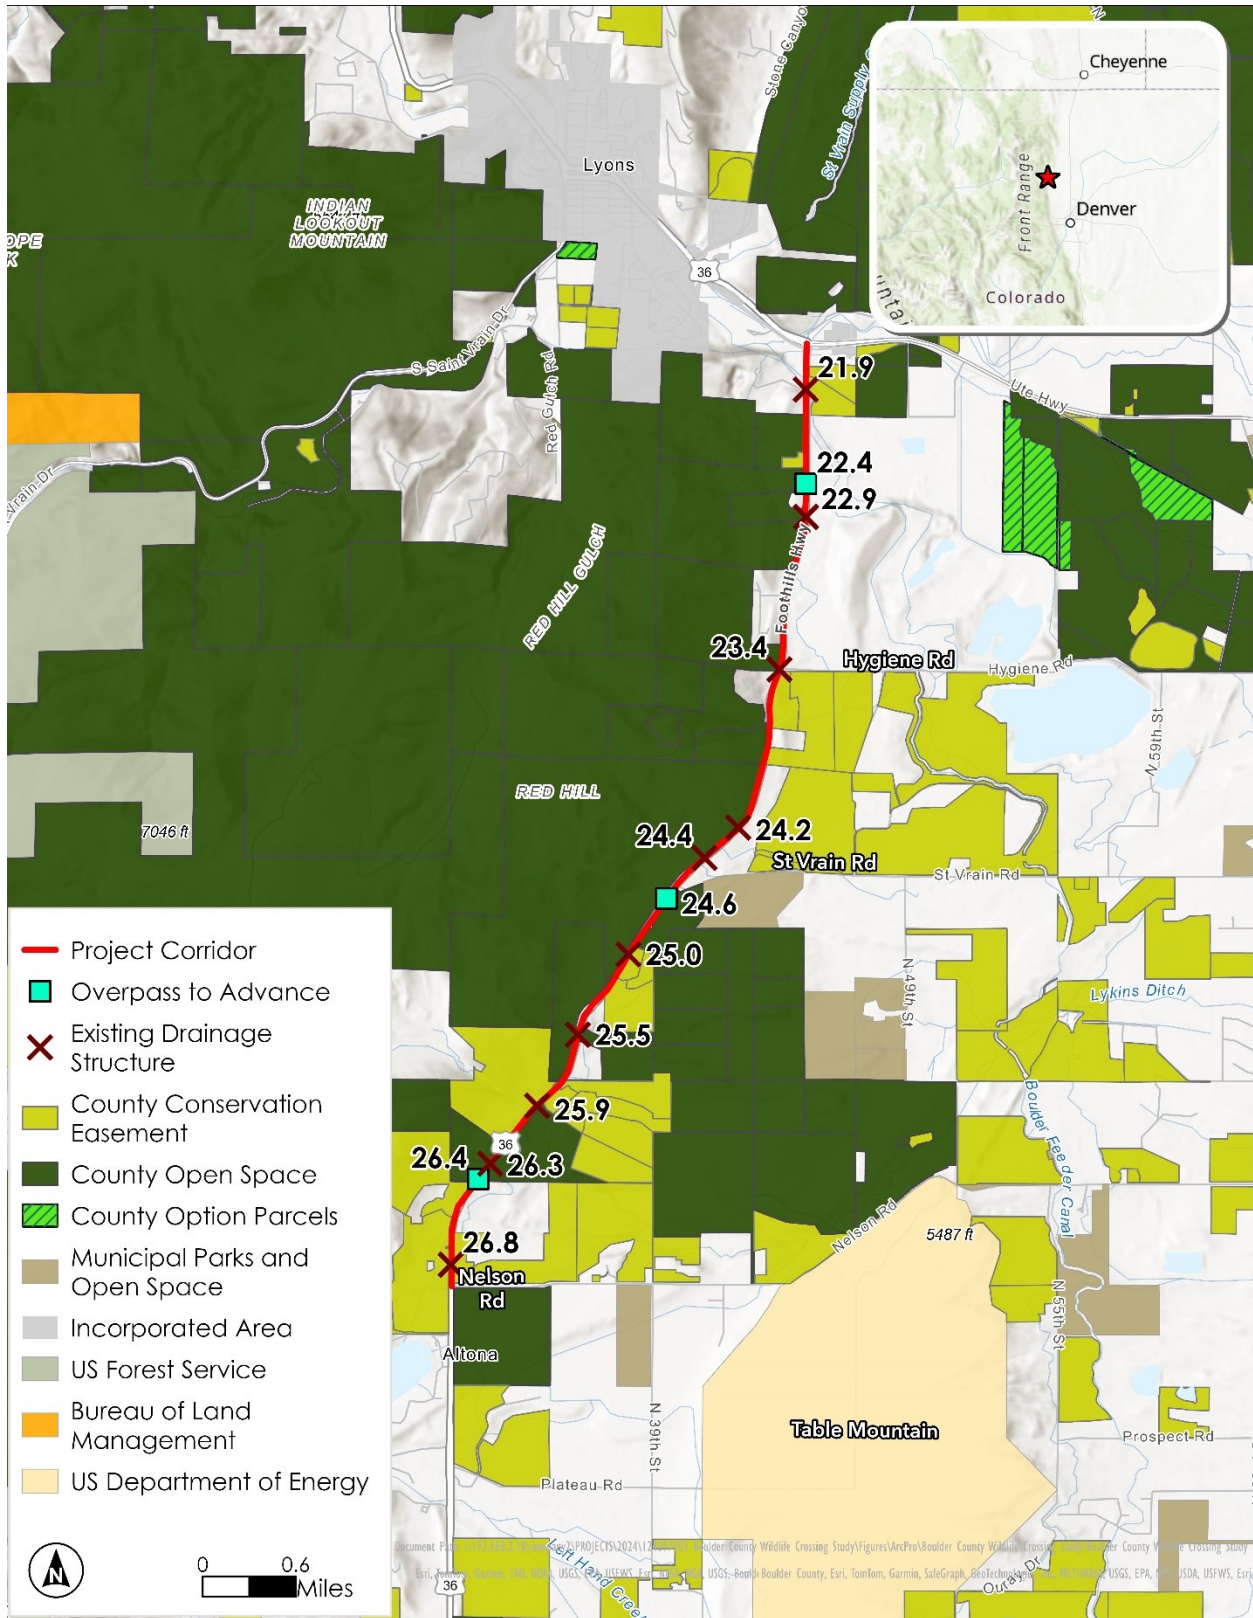 Cheyenne
Front Range
Denver
Colorado
Stone Canyon
St Vrain Supply
Lyons
INDIAN
LOOKOUT
MOUNTAIN
36
S Saint Vrain Dr
Red Gulch Rd
Ute Hwy
21.9
22.4
22.9
Vrain Dr
RED HILL GULCH
Foothills Hwy
23.4
Hygiene Rd
Hygiene Rd
N 59th St
RED HILL
7046 ft
24.4
24.2
St Vrain Rd
St Vrain Rd
24.6
25.0
N 49th St
Lykins Ditch
25.5
25.9
Boulder Feeder Canal
36
26.4
26.3
Nelson Rd
5487 ft
26.8
Nelson
Rd
N 55th St
Altona
N 39th St
Table Mountain
Prospect Rd
Plateau Rd
Left Hand Creek
Ouray Dr
36
Project Corridor
Overpass to Advance
Existing Drainage
Structure
County Conservation
Easement
County Open Space
County Option Parcels
Municipal Parks and
Open Space
Incorporated Area
US Forest Service
Bureau of Land
Management
US Department of Energy
N
0 0.6
Miles